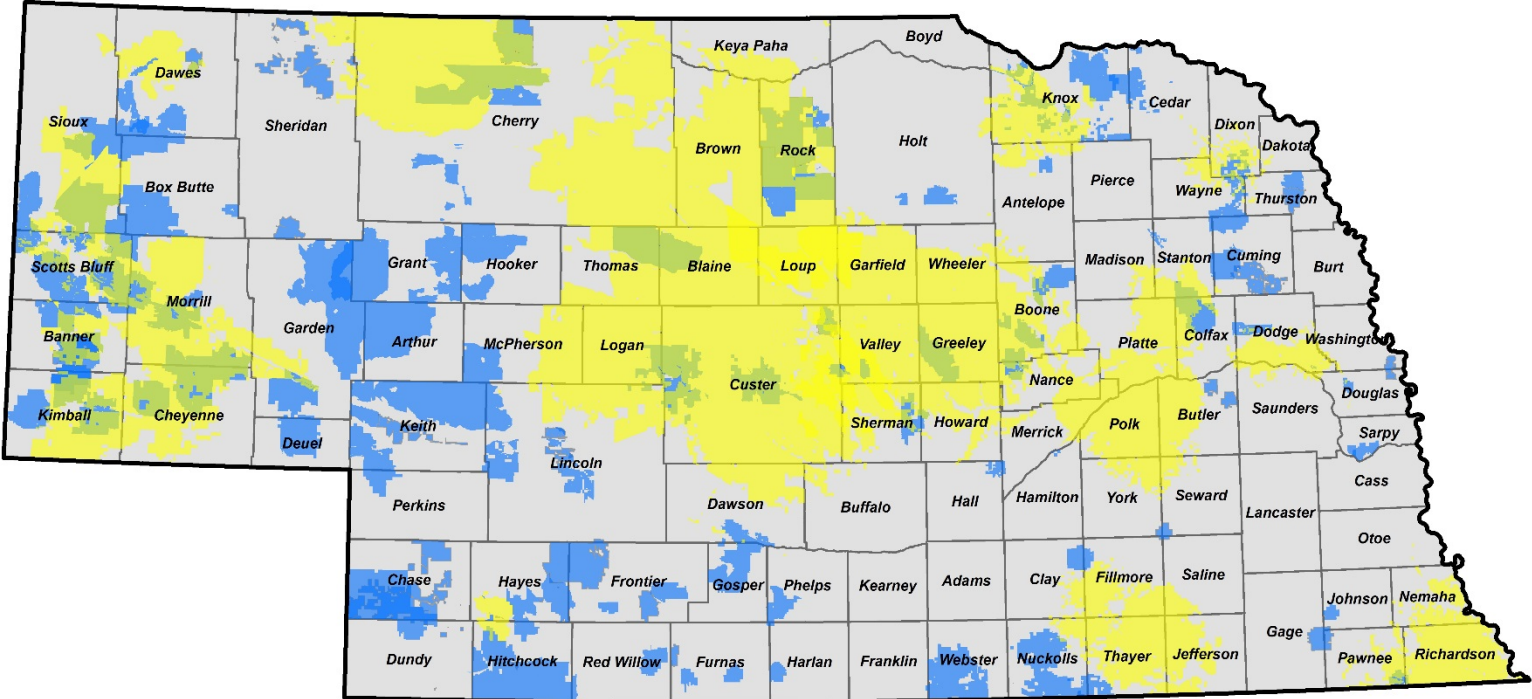 Keya Paha
Boyd
Dawes
Knox
Cedar
Sioux
Sheridan
Cherry
Dixon
Brown
Rock
Holt
Dakota
Box Butte
Pierce
Wayne
Antelope
Thurston
Scotts Bluff
Grant
Hooker
Thomas
Blaine
Loup
Garfield
Wheeler
Madison
Stanton
Cuming
Burt
Morrill
Garden
Boone
Banner
Arthur
McPherson
Logan
Valley
Greeley
Platte
Colfax
Dodge
Washington
Custer
Nance
Kimball
Cheyenne
Deuel
Keith
Sherman
Howard
Merrick
Polk
Butler
Saunders
Douglas
Sarpy
Lincoln
Perkins
Dawson
Buffalo
Hall
Hamilton
York
Seward
Lancaster
Cass
Otoe
Chase
Hayes
Frontier
Gosper
Phelps
Kearney
Adams
Clay
Fillmore
Saline
Johnson
Nemaha
Gage
Dundy
Hitchcock
Red Willow
Furnas
Harlan
Franklin
Webster
Nuckolls
Thayer
Jefferson
Pawnee
Richardson